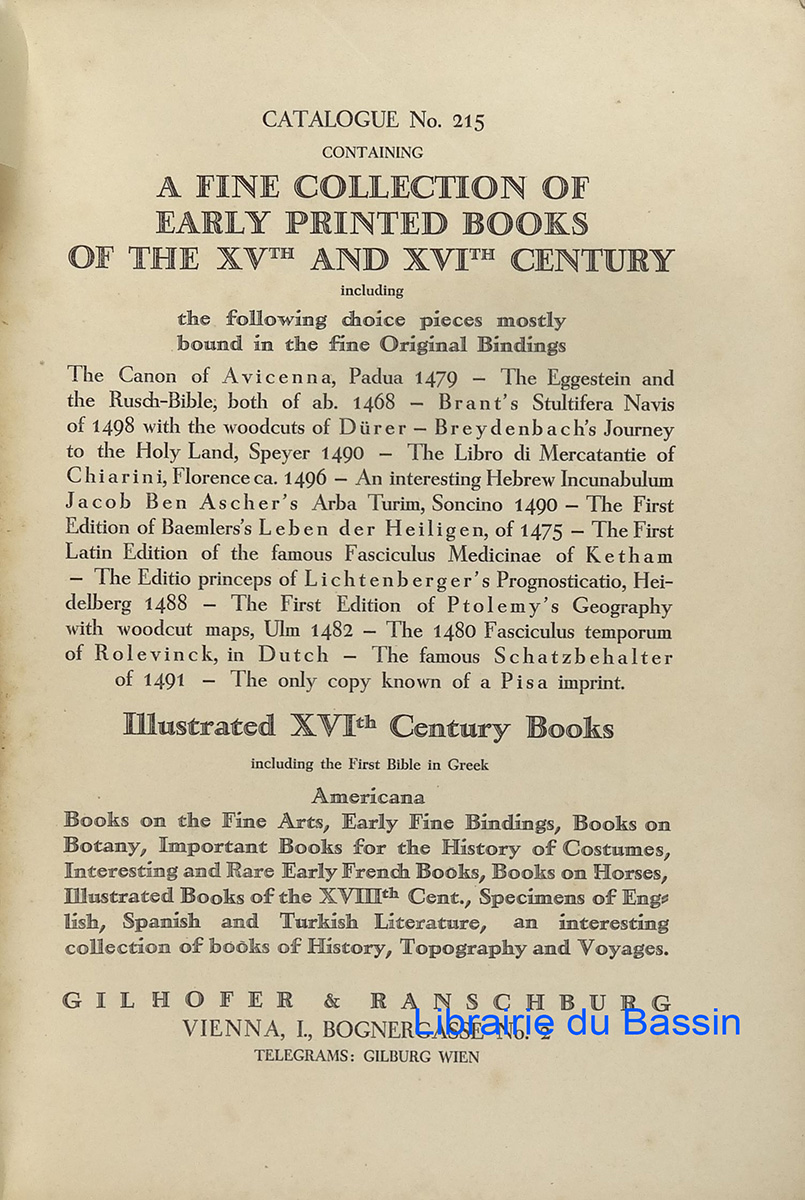 CATALOGUE No. 215
CONTAINING
A FINE COLLECTION OF
EARLY PRINTED BOOKS
OF THE XVTH AND XVITH CENTURY
including
the following choice pieces mostly
bound in the fine Original Bindings
The Canon of Avicenna, Padua 1479 – The Eggestein and
the Rusch-Bible, both of ab. 1468 – Brant's Stultifera Navis
of 1498 with the woodcuts of Dürer – Breydenbach's Journey
to the Holy Land, Speyer 1490 – The Libro di Mercatantie of
Chiarini, Florence ca. 1496 – An interesting Hebrew Incunabulum
Jacob Ben Ascher's Arba Turim, Soncino 1490 – The First
Edition of Baemlers's Leben der Heiligen, of 1475 – The First
Latin Edition of the famous Fasciculus Medicinae of Ketham
– The Editio princeps of Lichtenberger's Prognosticatio, Hei-
delberg 1488 – The First Edition of Ptolemy's Geography
with woodcut maps, Ulm 1482 – The 1480 Fasciculus temporum
of Rolevinck, in Dutch – The famous Schatzbehalter
of 1491 – The only copy known of a Pisa imprint.
Illustrated XVIth Century Books
including the First Bible in Greek
Americana
Books on the Fine Arts, Early Fine Bindings, Books on
Botany, Important Books for the History of Costumes,
Interesting and Rare Early French Books, Books on Horses,
Illustrated Books of the XVIIIth Cent., Specimens of Eng-
lish, Spanish and Turkish Literature, an interesting
collection of books of History, Topography and Voyages.
GILHOFER & RANSCHBURG
VIENNA, I., BOGNERGASSE No. 2
Librairie du Bassin
TELEGRAMS: GILBURG WIEN